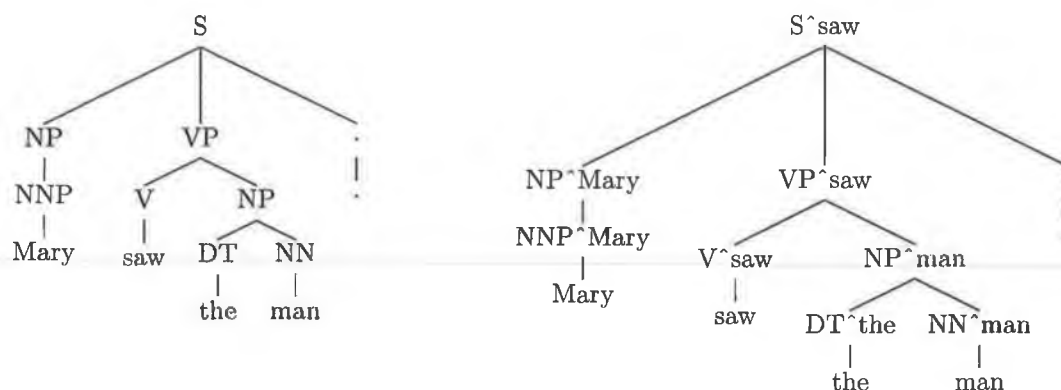 S
NP VP .
NNP V NP .
Mary saw DT NN
the man
S^saw
NP^Mary VP^saw
NNP^Mary V^saw NP^man
Mary saw DT^the NN^man
the man